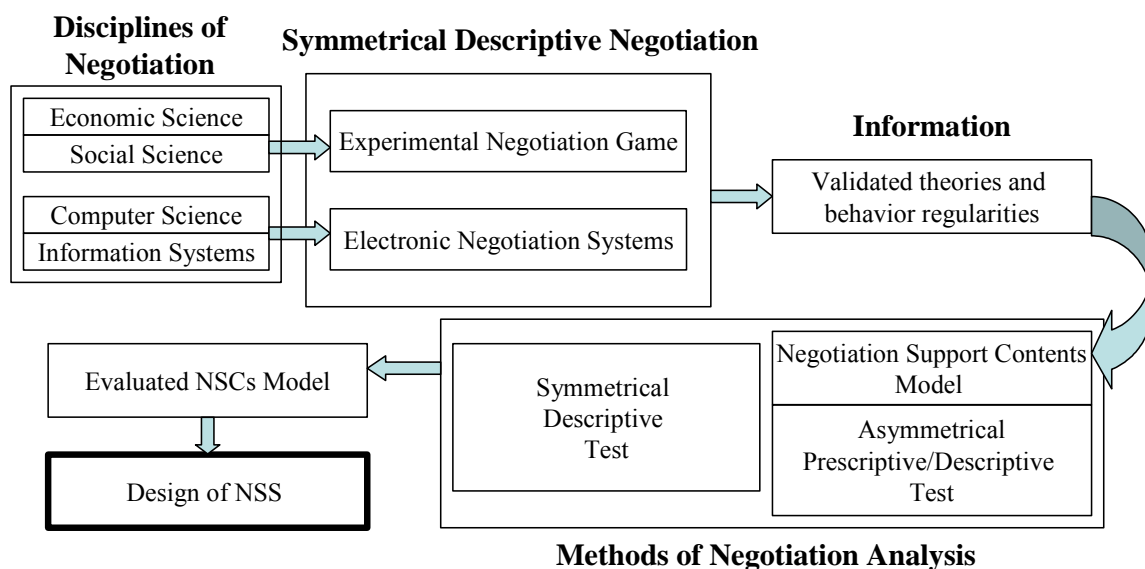 Disciplines of
Negotiation
Economic Science
Social Science
Computer Science
Information Systems
Symmetrical Descriptive Negotiation
Experimental Negotiation Game
Electronic Negotiation Systems
Information
Validated theories and
behavior regularities
Negotiation Support Contents
Model
Asymmetrical
Prescriptive/Descriptive
Test
Symmetrical
Descriptive
Test
Methods of Negotiation Analysis
Evaluated NSCs Model
Design of NSS